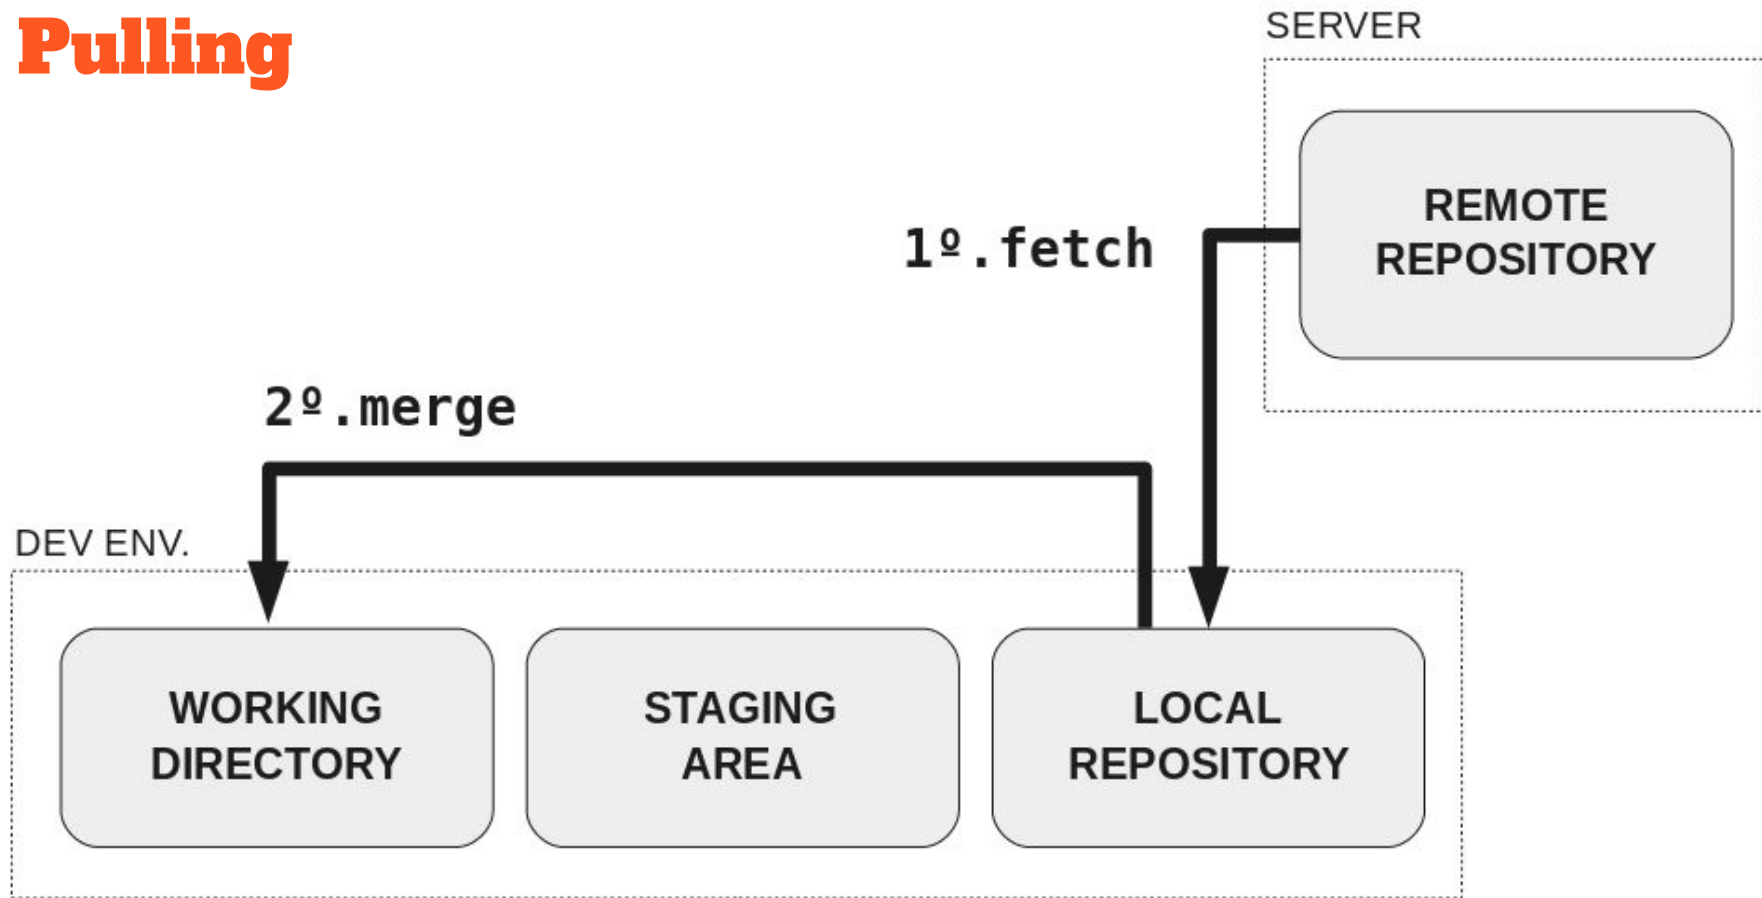 Pulling
SERVER
REMOTE
REPOSITORY
1º.fetch
2º.merge
DEV ENV.
WORKING
DIRECTORY
STAGING
AREA
LOCAL
REPOSITORY